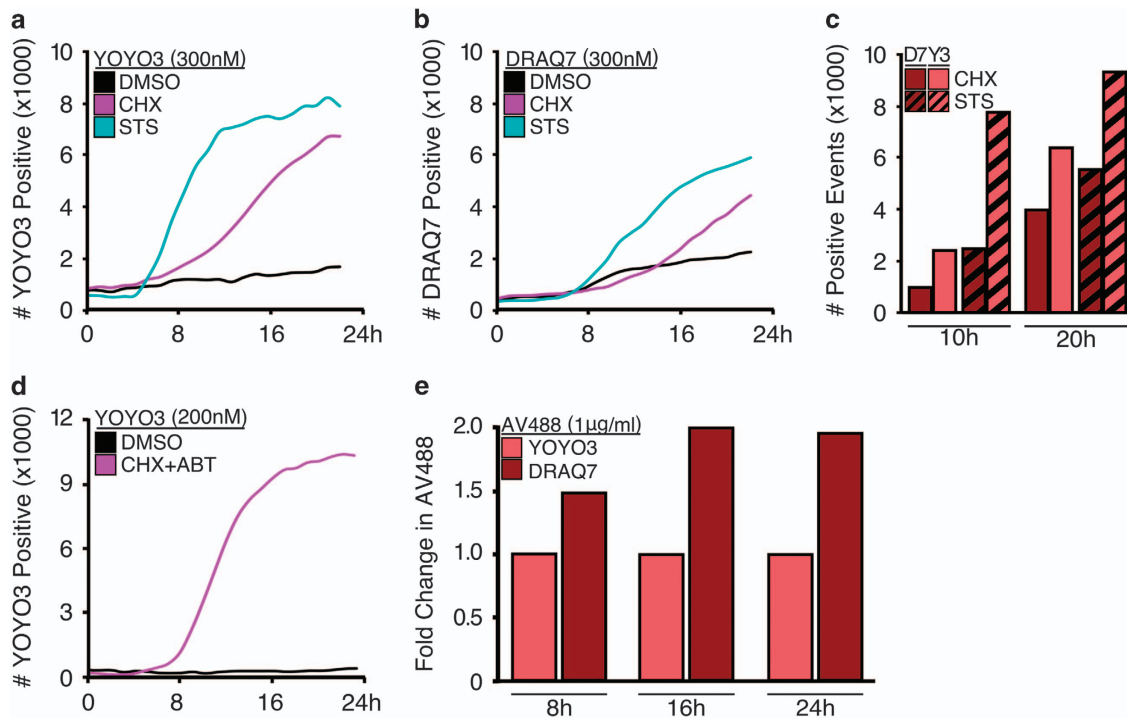 a
# YOYO3 Positive (x1000)
10
8
6
4
2
0
YOYO3 (300nM)
DMSO
CHX
STS
0 8 16 24h
b
# DRAQ7 Positive (x1000)
10
8
6
4
2
0
DRAQ7 (300nM)
DMSO
CHX
STS
0 8 16 24h
c
# Positive Events (x1000)
10
8
6
4
2
0
D7Y3
CHX
STS
10h 20h
d
# YOYO3 Positive (x1000)
12
9
6
3
0
YOYO3 (200nM)
DMSO
CHX+ABT
0 8 16 24h
e
Fold Change in AV488
2.0
1.5
1.0
0.5
0
AV488 (1µg/ml)
YOYO3
DRAQ7
8h 16h 24h